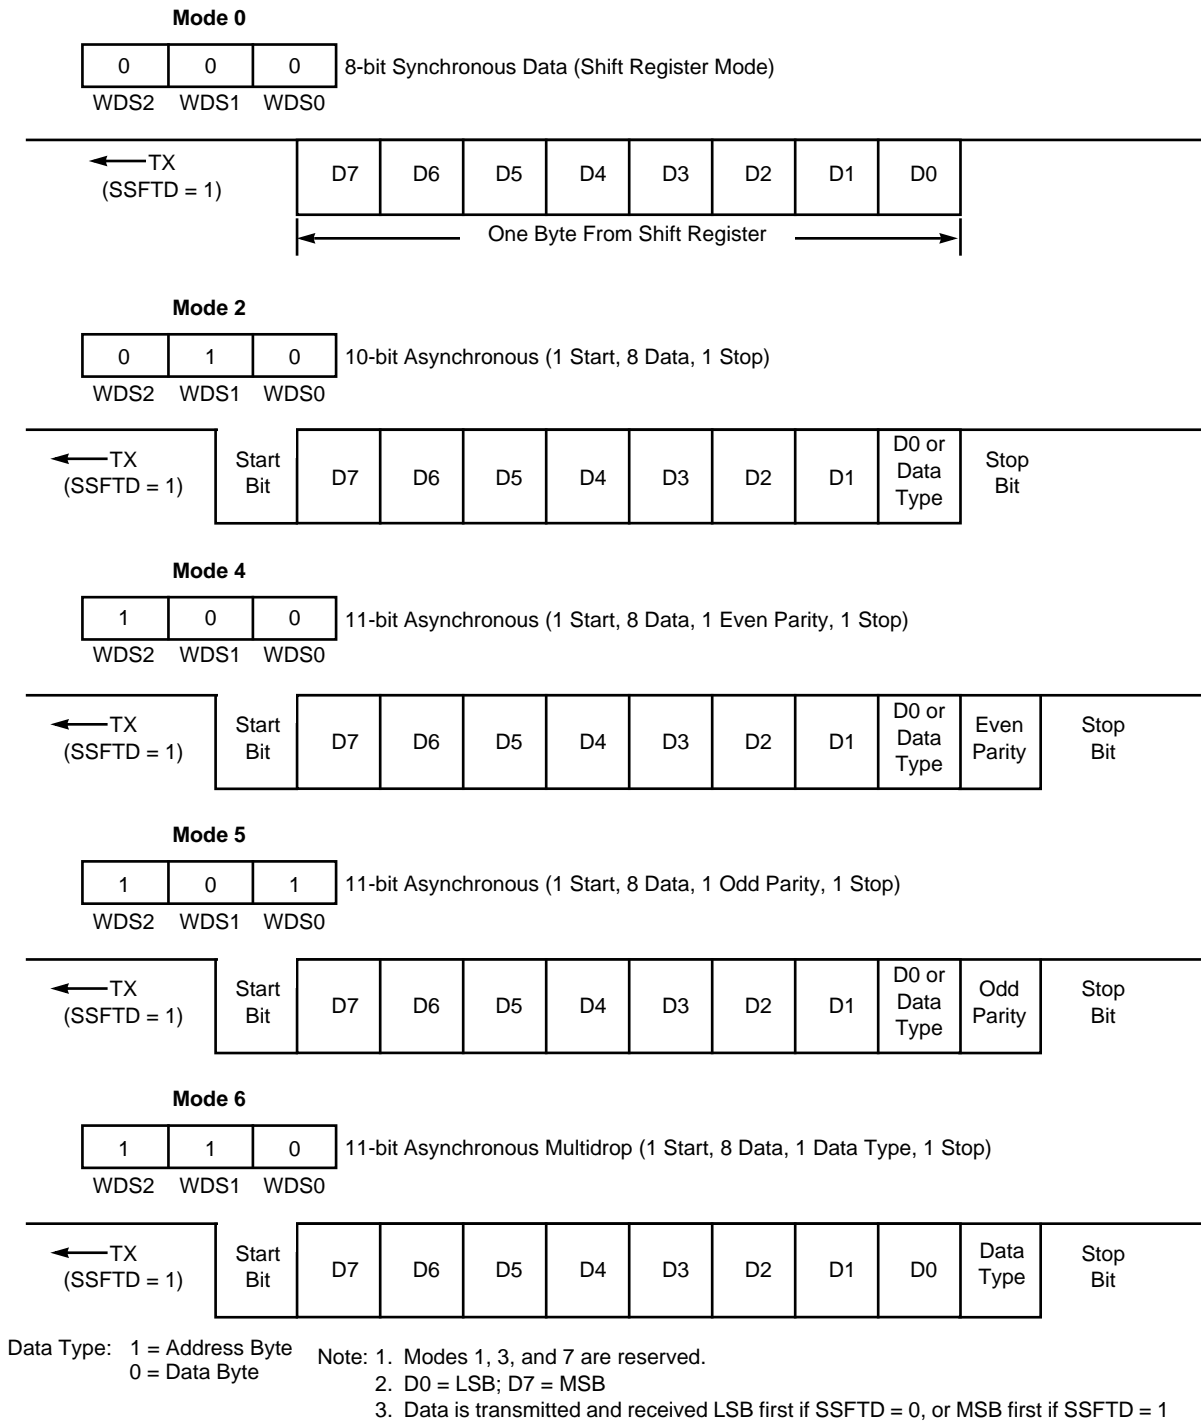 Mode 0
0 0 0 8-bit Synchronous Data (Shift Register Mode)
WDS2 WDS1 WDS0
TX
(SSFTD = 1)
D7 D6 D5 D4 D3 D2 D1 D0
One Byte From Shift Register
Mode 2
0 1 0 10-bit Asynchronous (1 Start, 8 Data, 1 Stop)
WDS2 WDS1 WDS0
TX
(SSFTD = 1)
Start
Bit
D7 D6 D5 D4 D3 D2 D1
D0 or
Data
Type
Stop
Bit
Mode 4
1 0 0 11-bit Asynchronous (1 Start, 8 Data, 1 Even Parity, 1 Stop)
WDS2 WDS1 WDS0
TX
(SSFTD = 1)
Start
Bit
D7 D6 D5 D4 D3 D2 D1
D0 or
Data
Type
Even
Parity
Stop
Bit
Mode 5
1 0 1 11-bit Asynchronous (1 Start, 8 Data, 1 Odd Parity, 1 Stop)
WDS2 WDS1 WDS0
TX
(SSFTD = 1)
Start
Bit
D7 D6 D5 D4 D3 D2 D1
D0 or
Data
Type
Odd
Parity
Stop
Bit
Mode 6
1 1 0 11-bit Asynchronous Multidrop (1 Start, 8 Data, 1 Data Type, 1 Stop)
WDS2 WDS1 WDS0
TX
(SSFTD = 1)
Start
Bit
D7 D6 D5 D4 D3 D2 D1 D0
Data
Type
Stop
Bit
Data Type: 1 = Address Byte
0 = Data Byte
Note: 1. Modes 1, 3, and 7 are reserved.
2. D0 = LSB; D7 = MSB
3. Data is transmitted and received LSB first if SSFTD = 0, or MSB first if SSFTD = 1